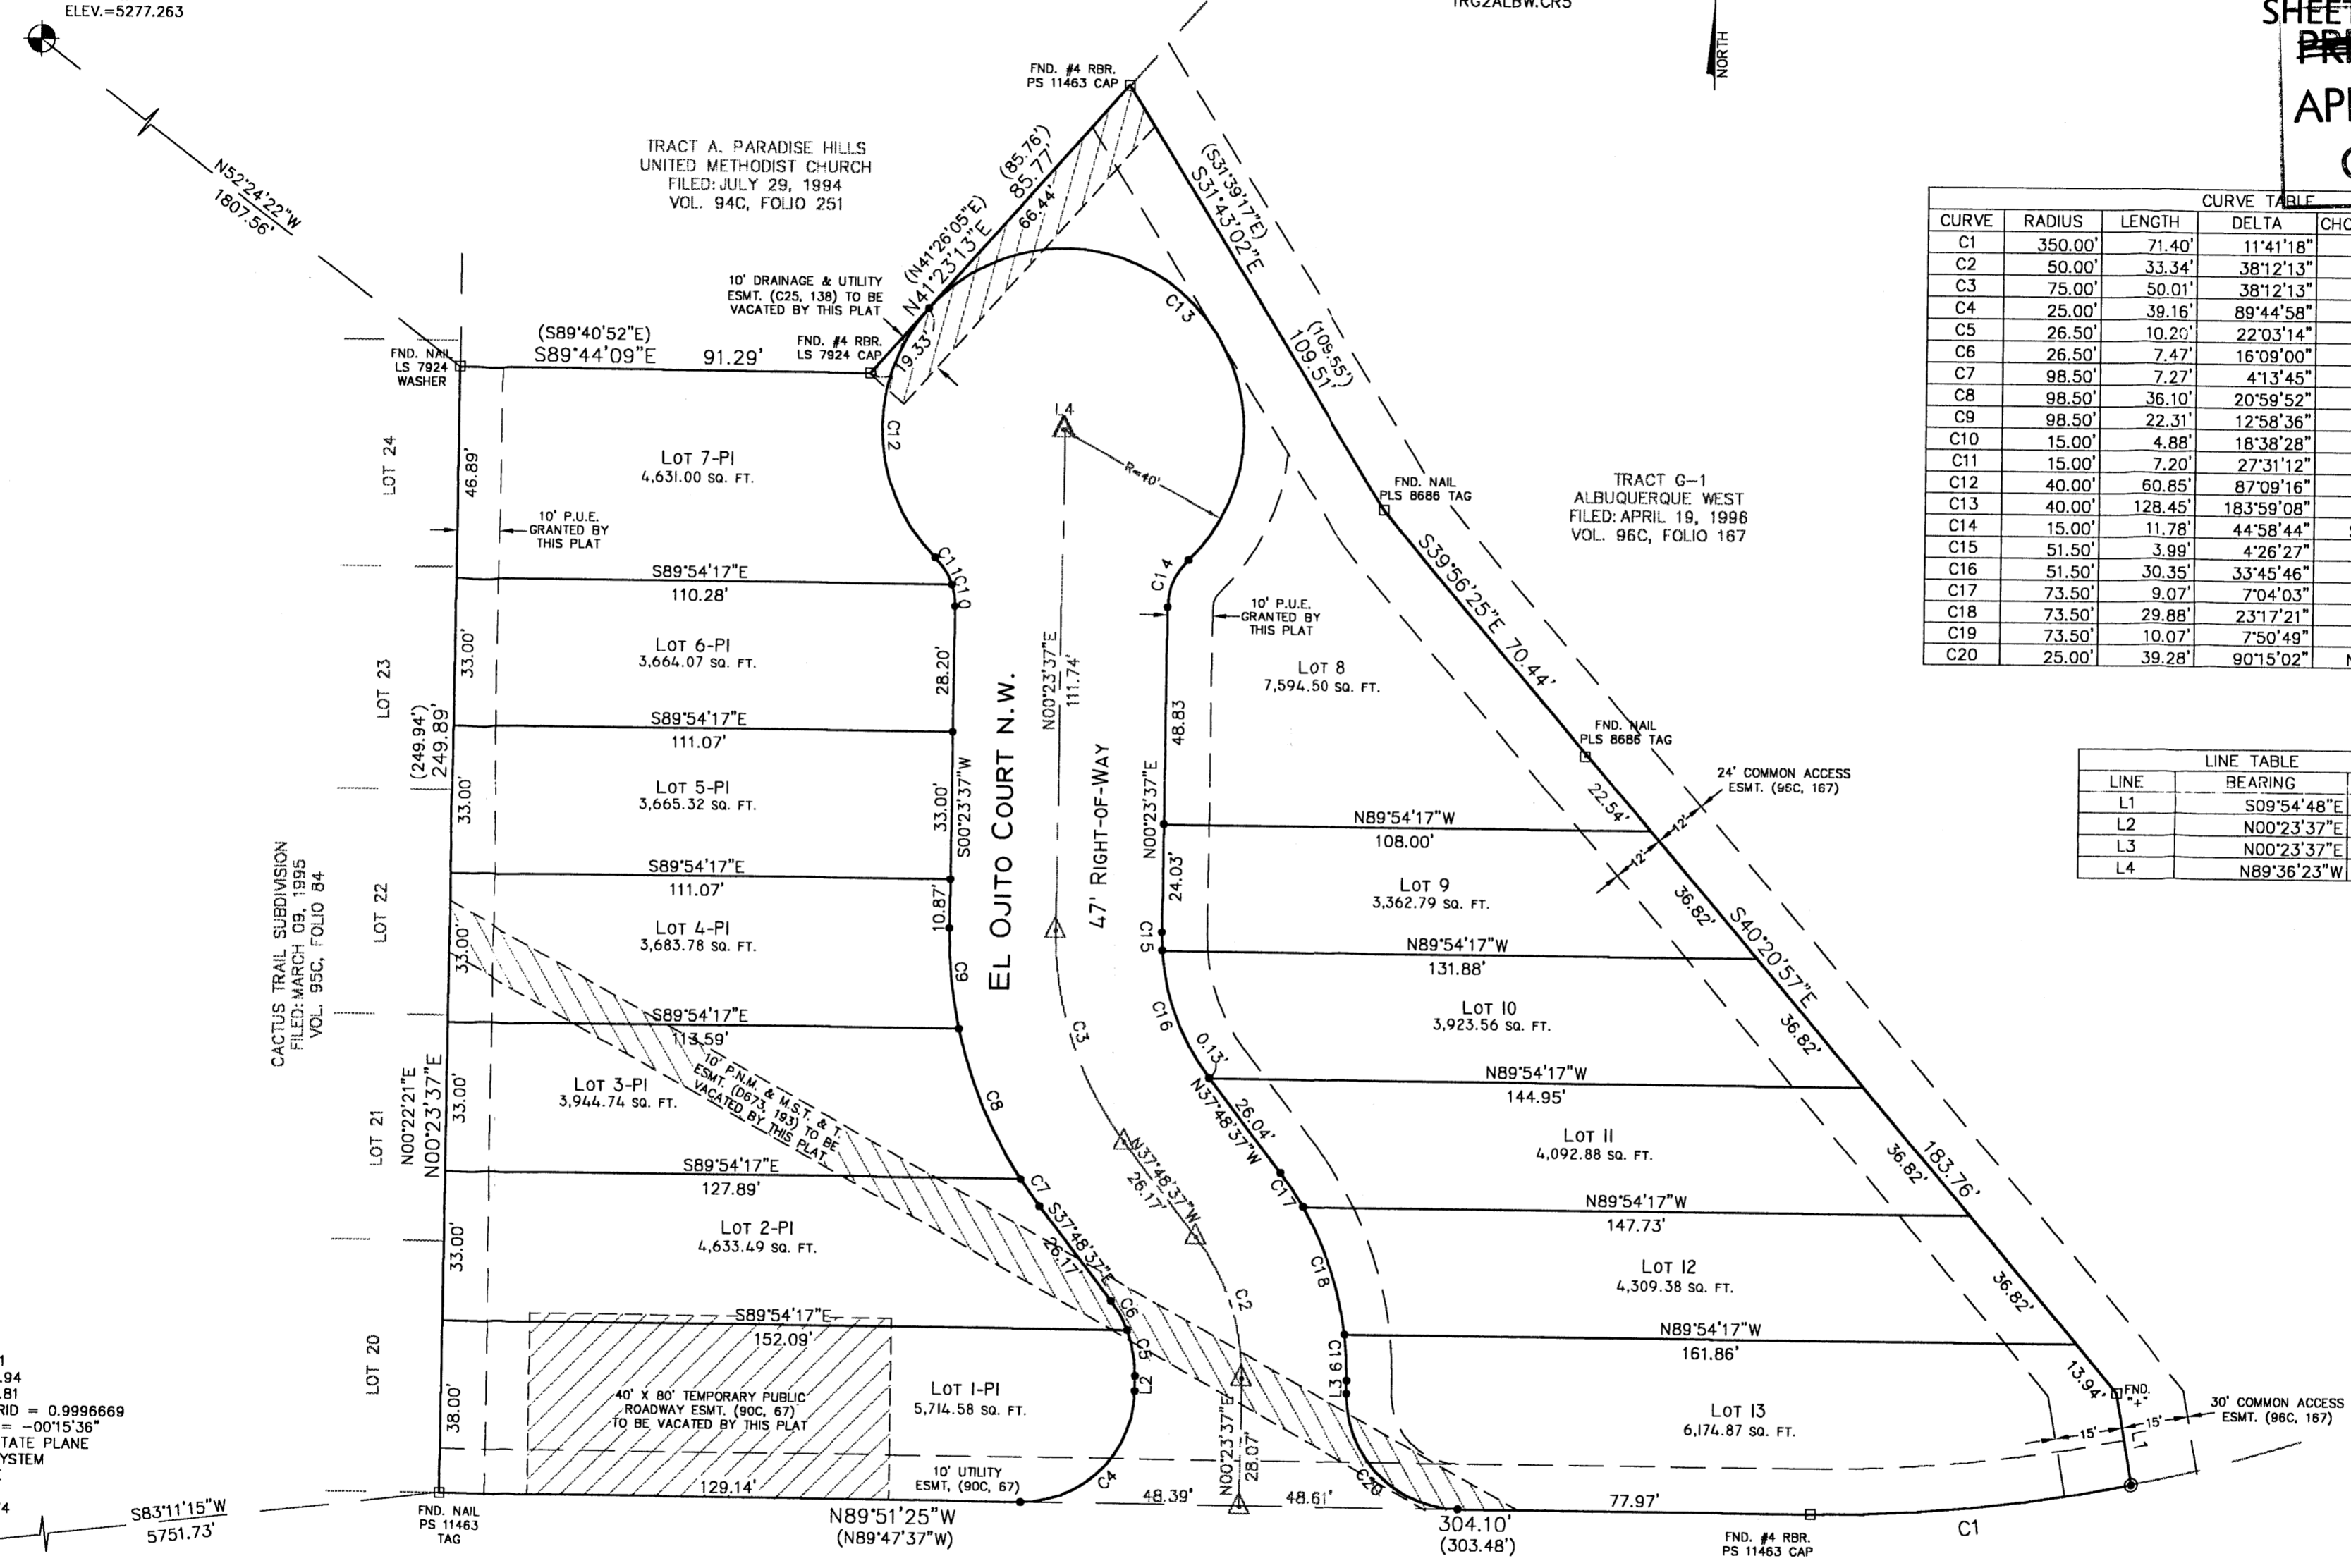 ELEV.=5277.263
TRG2ALBW.CR5
NORTH
SHEET
API
N52°24'22"W
1807.56'
TRACT A, PARADISE HILLS
UNITED METHODIST CHURCH
FILED: JULY 29, 1994
VOL. 94C, FOLIO 251
FND. #4 RBR.
PS 11463 CAP
(85.76')
85.77'
66.44'
(N41°26'05"E)
N41°23'13"E
19.33'
10' DRAINAGE & UTILITY
ESMT. (C25, 138) TO BE
VACATED BY THIS PLAT
FND. #4 RBR.
LS 7924 CAP
(S89°40'52"E)
S89°44'09"E 91.29'
FND. NAIL
LS 7924
WASHER
(S31°39'17"E)
S31°43'02"E
(109.55')
109.51'
C13
C12
L4
R=40'
FND. NAIL
PLS 8686 TAG
TRACT G-1
ALBUQUERQUE WEST
FILED: APRIL 19, 1996
VOL. 96C, FOLIO 167
CURVE TABLE
CURVE RADIUS LENGTH DELTA CHO
C1 350.00' 71.40' 11°41'18"
C2 50.00' 33.34' 38°12'13"
C3 75.00' 50.01' 38°12'13"
C4 25.00' 39.16' 89°44'58"
C5 26.50' 10.20' 22°03'14"
C6 26.50' 7.47' 16°09'00"
C7 98.50' 7.27' 4°13'45"
C8 98.50' 36.10' 20°59'52"
C9 98.50' 22.31' 12°58'36"
C10 15.00' 4.88' 18°38'28"
C11 15.00' 7.20' 27°31'12"
C12 40.00' 60.85' 87°09'16"
C13 40.00' 128.45' 183°59'08"
C14 15.00' 11.78' 44°58'44"
C15 51.50' 3.99' 4°26'27"
C16 51.50' 30.35' 33°45'46"
C17 73.50' 9.07' 7°04'03"
C18 73.50' 29.88' 23°17'21"
C19 73.50' 10.07' 7°50'49"
C20 25.00' 39.28' 90°15'02" N
LINE TABLE
LINE BEARING
L1 S09°54'48"E
L2 N00°23'37"E
L3 N00°23'37"E
L4 N89°36'23"W
LOT 24
46.89'
LOT 7-P1
4,631.00 SQ. FT.
10' P.U.E.
GRANTED BY
THIS PLAT
C11
C10
C14
S89°54'17"E
110.28'
LOT 23
33.00'
LOT 6-P1
3,664.07 SQ. FT.
28.20'
S89°54'17"E
111.07'
(249.94')
249.89'
33.00'
LOT 5-P1
3,665.32 SQ. FT.
33.00'
S00°23'37"W
S89°54'17"E
111.07'
EL OJITO COURT N.W.
N00°23'37"E
111.74'
47' RIGHT-OF-WAY
10' P.U.E.
GRANTED BY
THIS PLAT
LOT 8
7,594.50 SQ. FT.
48.83
N00°23'37"E
S39°56'25"E 70.44'
FND. NAIL
PLS 8686 TAG
24' COMMON ACCESS
ESMT. (96C, 167)
22.54'
12'
12'
N89°54'17"W
108.00'
24.03'
LOT 9
3,362.79 SQ. FT.
36.82'
S40°20'57"E
CACTUS TRAIL SUBDIVISION
FILED: MARCH 09, 1995
VOL. 95C, FOLIO 84
LOT 22
33.00'
LOT 4-P1
3,683.78 SQ. FT.
10.87'
C9
S89°54'17"E
113.59'
C15
N89°54'17"W
131.88'
C16
LOT 10
3,923.56 SQ. FT.
36.82'
0.13'
C3
10' P.N.M. & M.S.T. & T.
ESMT. (D673, 193) TO BE
VACATED BY THIS PLAT
LOT 21
N00°22'21"E
N00°23'37"E
33.00'
LOT 3-P1
3,944.74 SQ. FT.
C8
S89°54'17"E
127.89'
C7
N89°54'17"W
144.95'
26.04'
N37°48'37"W
LOT 11
4,092.88 SQ. FT.
36.82'
183.76'
N37°48'37"W
26.17'
C17
N89°54'17"W
147.73'
33.00'
LOT 2-P1
4,633.49 SQ. FT.
S37°48'37"E
26.17'
C6
S89°54'17"E
152.09'
C2
C18
LOT 12
4,309.38 SQ. FT.
36.82'
N89°54'17"W
161.86'
LOT 20
38.00'
40' X 80' TEMPORARY PUBLIC
ROADWAY ESMT. (90C, 67)
TO BE VACATED BY THIS PLAT
LOT 1-P1
5,714.58 SQ. FT.
C5
L2
C4
C19
L3
C20
LOT 13
6,174.87 SQ. FT.
13.94'
FND.
"+"
30' COMMON ACCESS
ESMT. (96C, 167)
15'
15'
L1
N00°23'37"E
28.07'
129.14'
10' UTILITY
ESMT, (90C, 67)
48.39'
48.61'
77.97'
N89°51'25"W
(N89°47'37"W)
304.10'
(303.48')
FND. #4 RBR.
PS 11463 CAP
C1
FND. NAIL
PS 11463
TAG
S83°11'15"W
5751.73'
.94
.81
RID = 0.9996669
= -00°15'36"
TATE PLANE
YSTEM